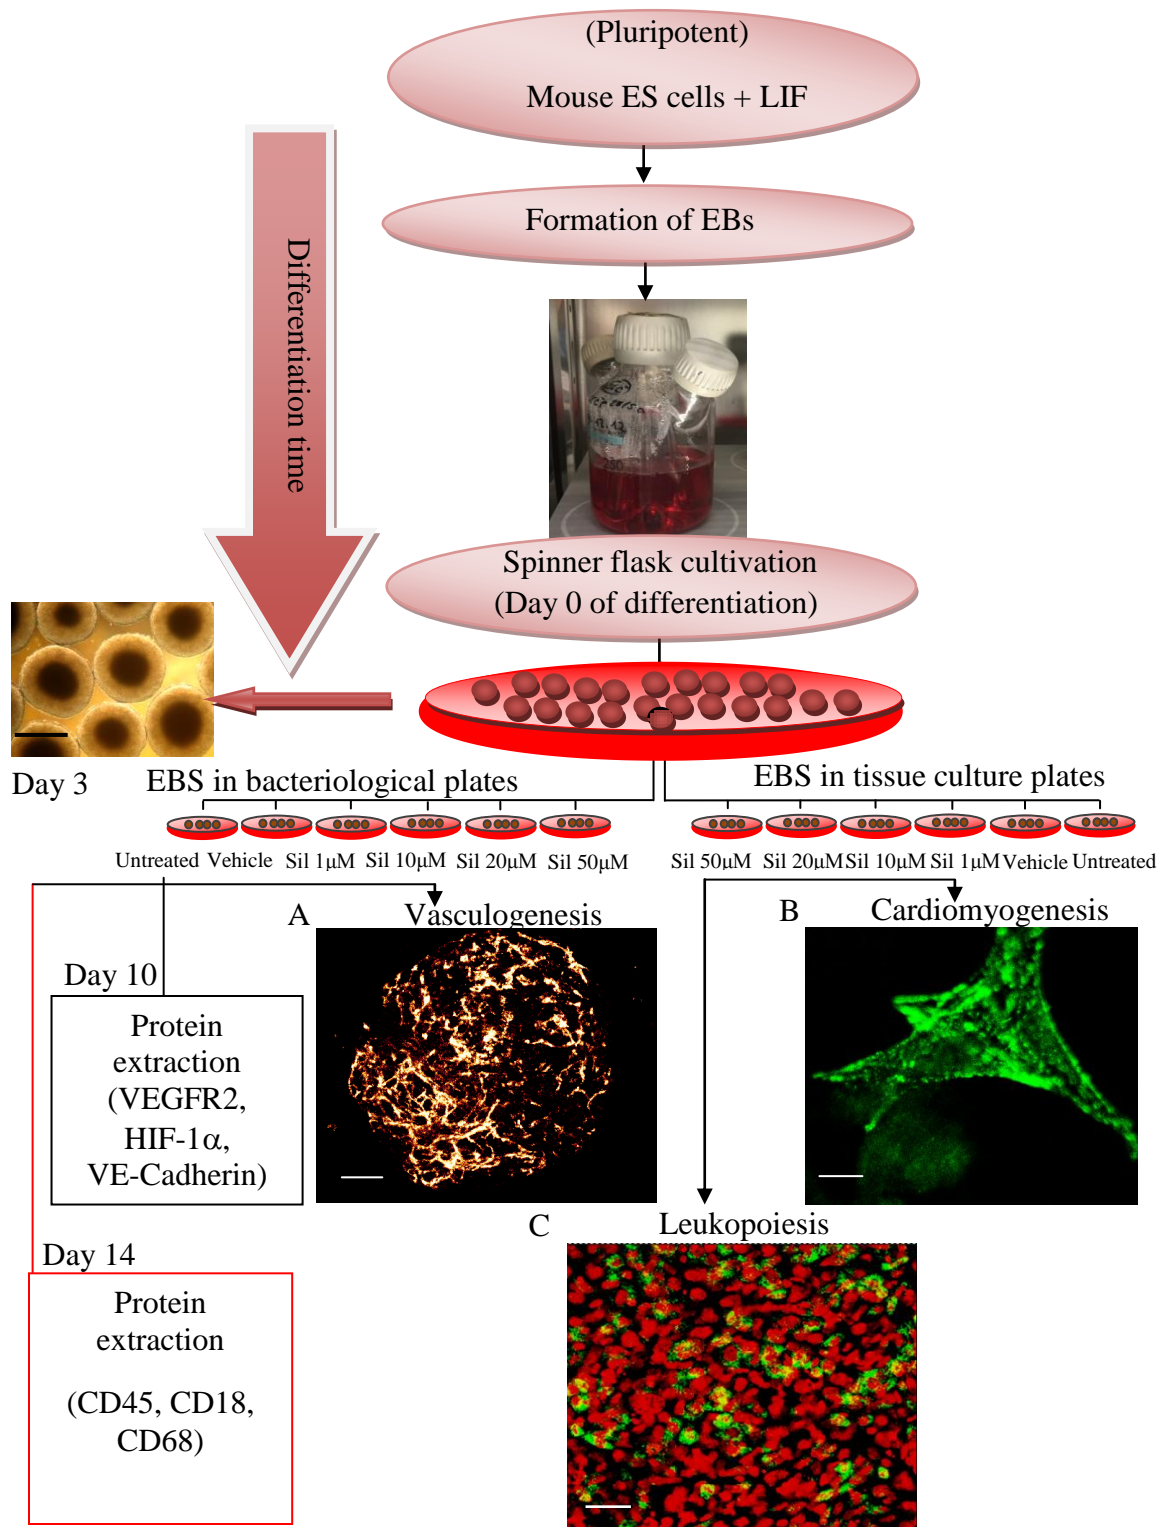 (Pluripotent)
Mouse ES cells + LIF
Formation of EBs
Differentiation time
250
Spinner flask cultivation
(Day 0 of differentiation)
Day 3
EBS in bacteriological plates
EBS in tissue culture plates
Untreated Vehicle Sil 1μM Sil 10μM Sil 20μM Sil 50μM
Sil 50μM Sil 20μM Sil 10μM Sil 1μM Vehicle Untreated
A Vasculogenesis
B Cardiomyogenesis
Day 10
Protein
extraction
(VEGFR2,
HIF-1α,
VE-Cadherin)
C Leukopoiesis
Day 14
Protein
extraction
(CD45, CD18,
CD68)